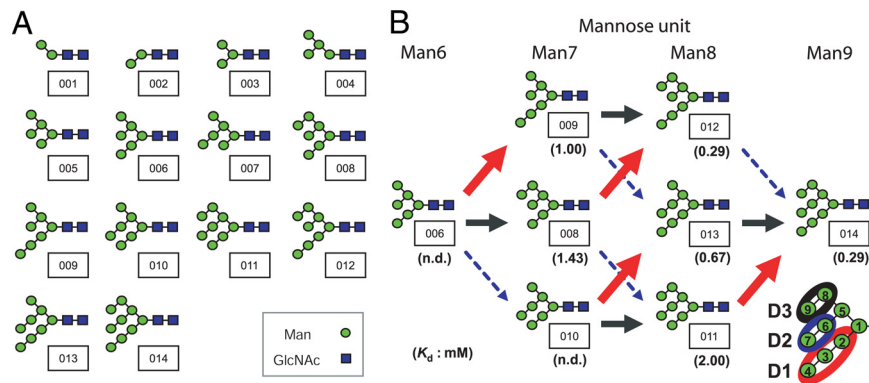 A
001
002
003
004
005
006
007
008
009
010
011
012
013
014
Man
GlcNAc
B
Mannose unit
Man6
Man7
Man8
Man9
009
(1.00)
012
(0.29)
006
(n.d.)
008
(1.43)
013
(0.67)
014
(0.29)
010
(n.d.)
011
(2.00)
(Kd : mM)
D3
D2
D1
9
8
5
1
7
6
2
3
4